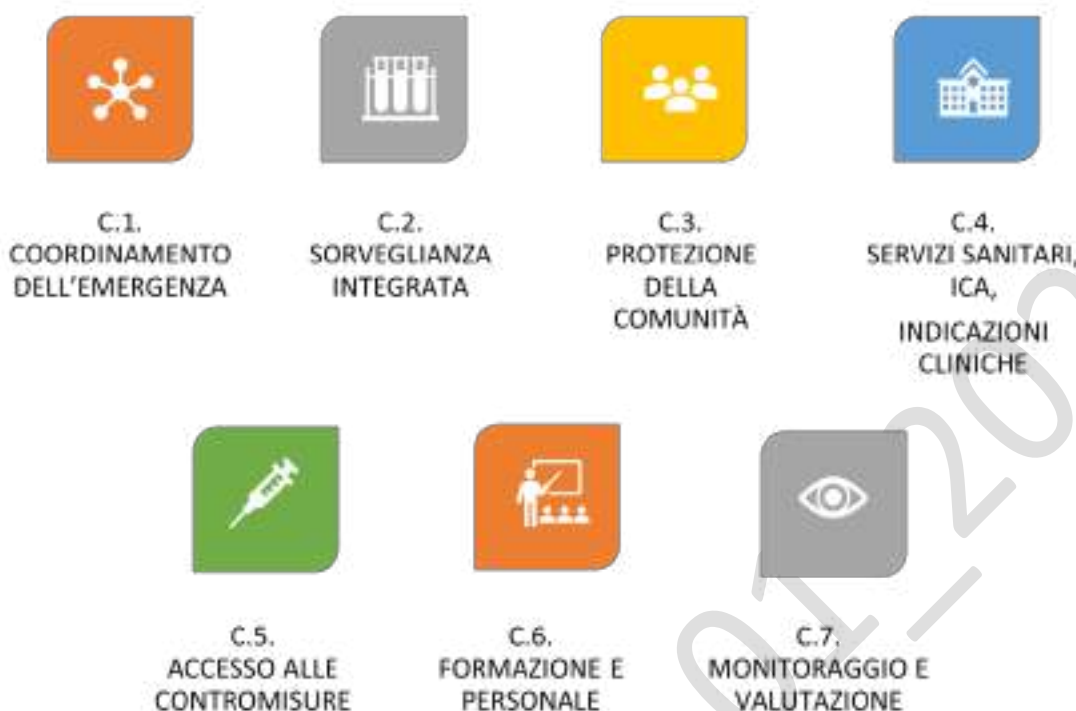 C.1.
COORDINAMENTO
DELL'EMERGENZA
C.2.
SORVEGLIANZA
INTEGRATA
C.3.
PROTEZIONE
DELLA
COMUNITÀ
C.4.
SERVIZI SANITARI,
ICA,
INDICAZIONI
CLINICHE
C.5.
ACCESSO ALLE
CONTROMISURE
C.6.
FORMAZIONE E
PERSONALE
C.7.
MONITORAGGIO E
VALUTAZIONE